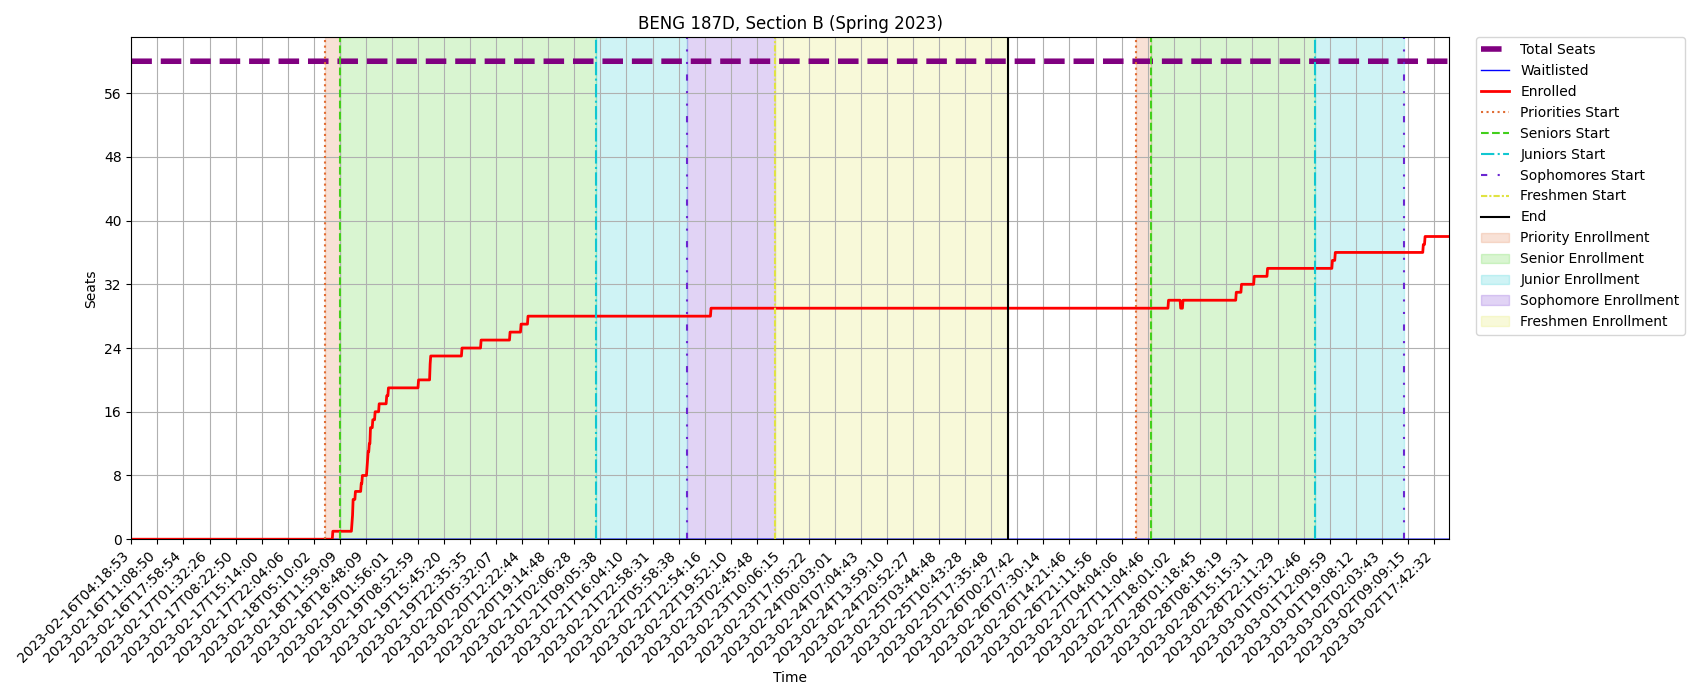 BENG 187D, Section B (Spring 2023)
Seats
56
48
40
32
24
16
8
0
2023-02-16T04:18:53
2023-02-16T11:08:50
2023-02-16T17:58:54
2023-02-17T01:32:26
2023-02-17T08:22:50
2023-02-17T15:14:00
2023-02-17T22:04:06
2023-02-18T05:10:02
2023-02-18T11:59:09
2023-02-18T18:48:09
2023-02-19T01:56:01
2023-02-19T08:52:59
2023-02-19T15:45:20
2023-02-19T22:35:35
2023-02-20T05:32:07
2023-02-20T12:22:44
2023-02-20T19:14:48
2023-02-21T02:06:28
2023-02-21T09:05:38
2023-02-21T16:04:10
2023-02-21T22:58:31
2023-02-22T05:58:38
2023-02-22T12:54:16
2023-02-22T19:52:10
2023-02-23T02:45:48
2023-02-23T10:06:15
2023-02-23T17:05:22
2023-02-24T00:03:01
2023-02-24T07:04:43
2023-02-24T13:59:10
2023-02-24T20:52:27
2023-02-25T03:44:48
2023-02-25T10:43:28
2023-02-25T17:35:48
2023-02-26T00:27:42
2023-02-26T07:30:14
2023-02-26T14:21:46
2023-02-26T21:11:56
2023-02-27T04:04:06
2023-02-27T11:04:46
2023-02-27T18:01:02
2023-02-28T01:18:45
2023-02-28T08:18:19
2023-02-28T15:15:31
2023-02-28T22:11:29
2023-03-01T05:12:46
2023-03-01T12:09:59
2023-03-01T19:08:12
2023-03-02T02:03:45
2023-03-02T09:09:15
2023-03-02T17:42:32
Time
Total Seats
Waitlisted
Enrolled
Priorities Start
Seniors Start
Juniors Start
Sophomores Start
Freshmen Start
End
Priority Enrollment
Senior Enrollment
Junior Enrollment
Sophomore Enrollment
Freshmen Enrollment